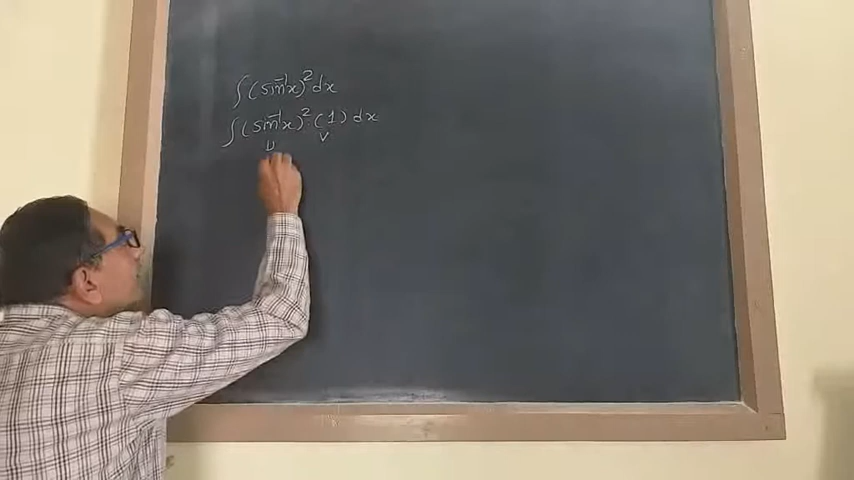 ∫(sin⁻¹x)² dx
∫(sin⁻¹x)² · (1) dx
U V